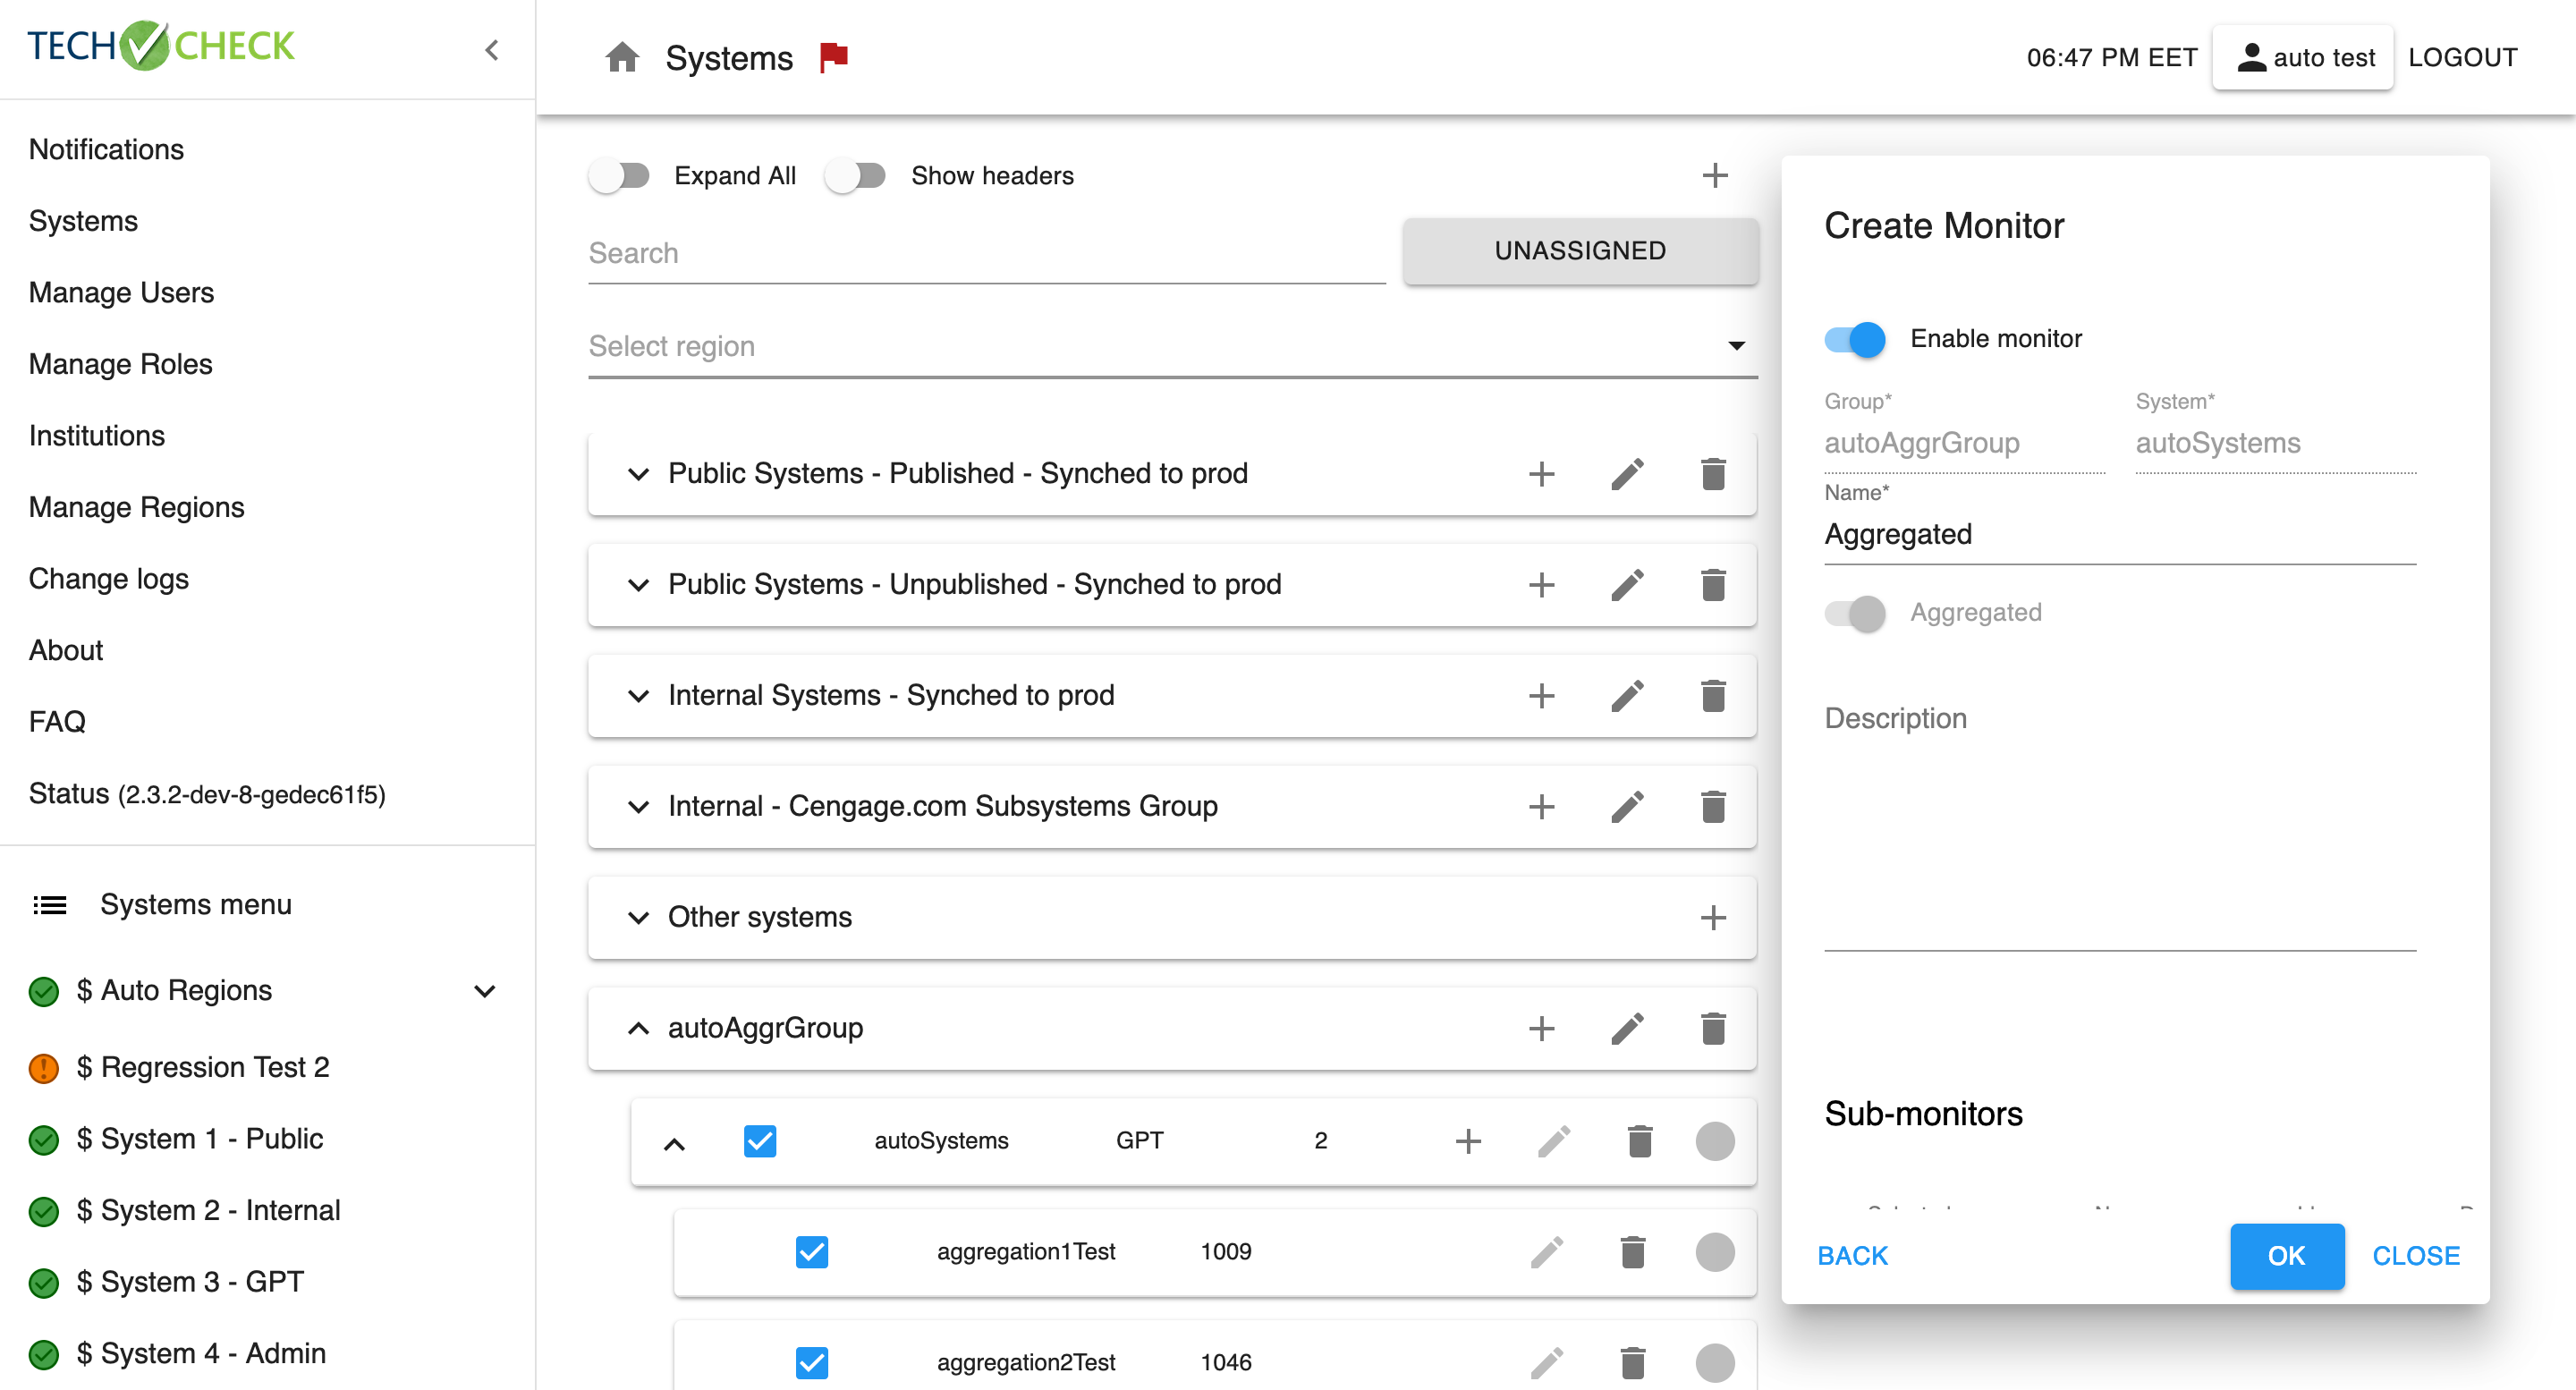 TECH CHECK
Notifications
Systems
Manage Users
Manage Roles
Institutions
Manage Regions
Change logs
About
FAQ
Status (2.3.2-dev-8-gedec61f5)
Systems menu
$ Auto Regions
$ Regression Test 2
$ System 1 - Public
$ System 2 - Internal
$ System 3 - GPT
$ System 4 - Admin
Systems
06:47 PM EET
auto test
LOGOUT
Expand All
Show headers
Search
UNASSIGNED
Select region
Public Systems - Published - Synched to prod
Public Systems - Unpublished - Synched to prod
Internal Systems - Synched to prod
Internal - Cengage.com Subsystems Group
Other systems
autoAggrGroup
autoSystems GPT 2
aggregation1Test 1009
aggregation2Test 1046
Create Monitor
Enable monitor
Group* System*
autoAggrGroup autoSystems
Name*
Aggregated
Aggregated
Description
Sub-monitors
BACK OK CLOSE